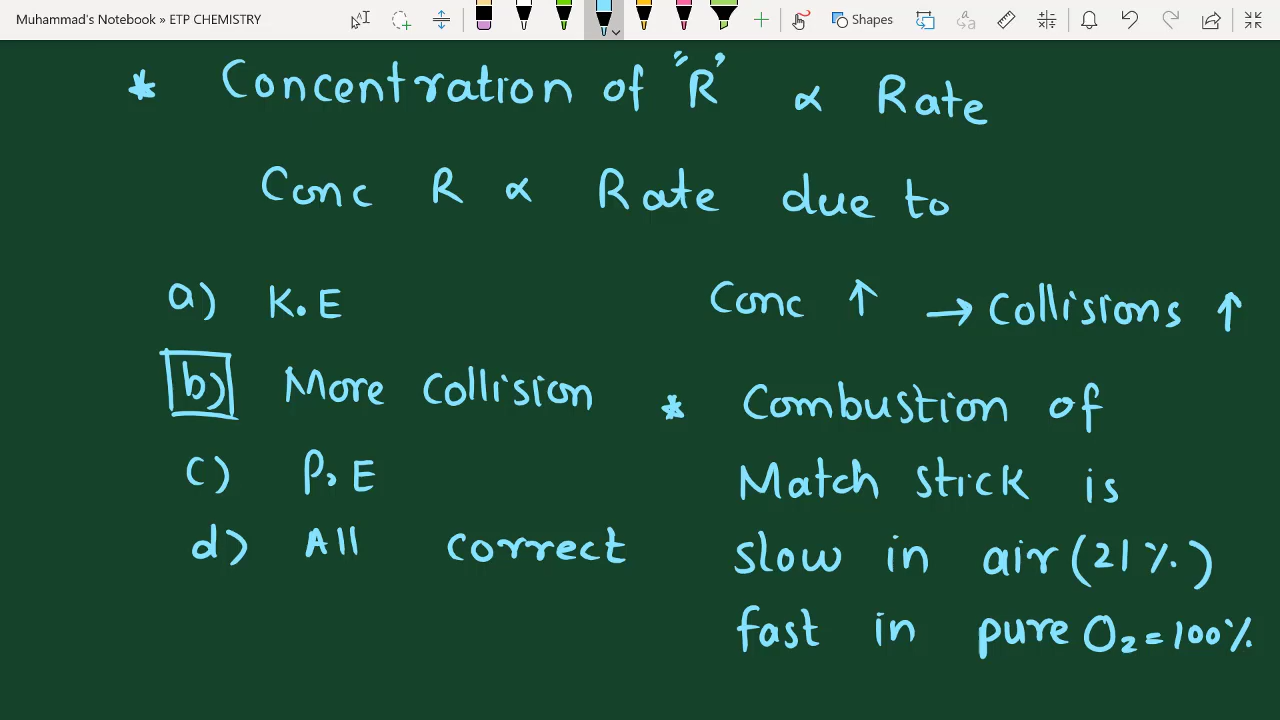 Muhammad's Notebook » ETP CHEMISTRY
Shapes
* Concentration of "R" ∝ Rate
Conc R ∝ Rate due to
a) K.E
b) More Collision
c) P.E
d) All correct
Conc ↑ → Collisions ↑
* Combustion of
Match stick is
slow in air (21%)
fast in pure O₂ = 100%